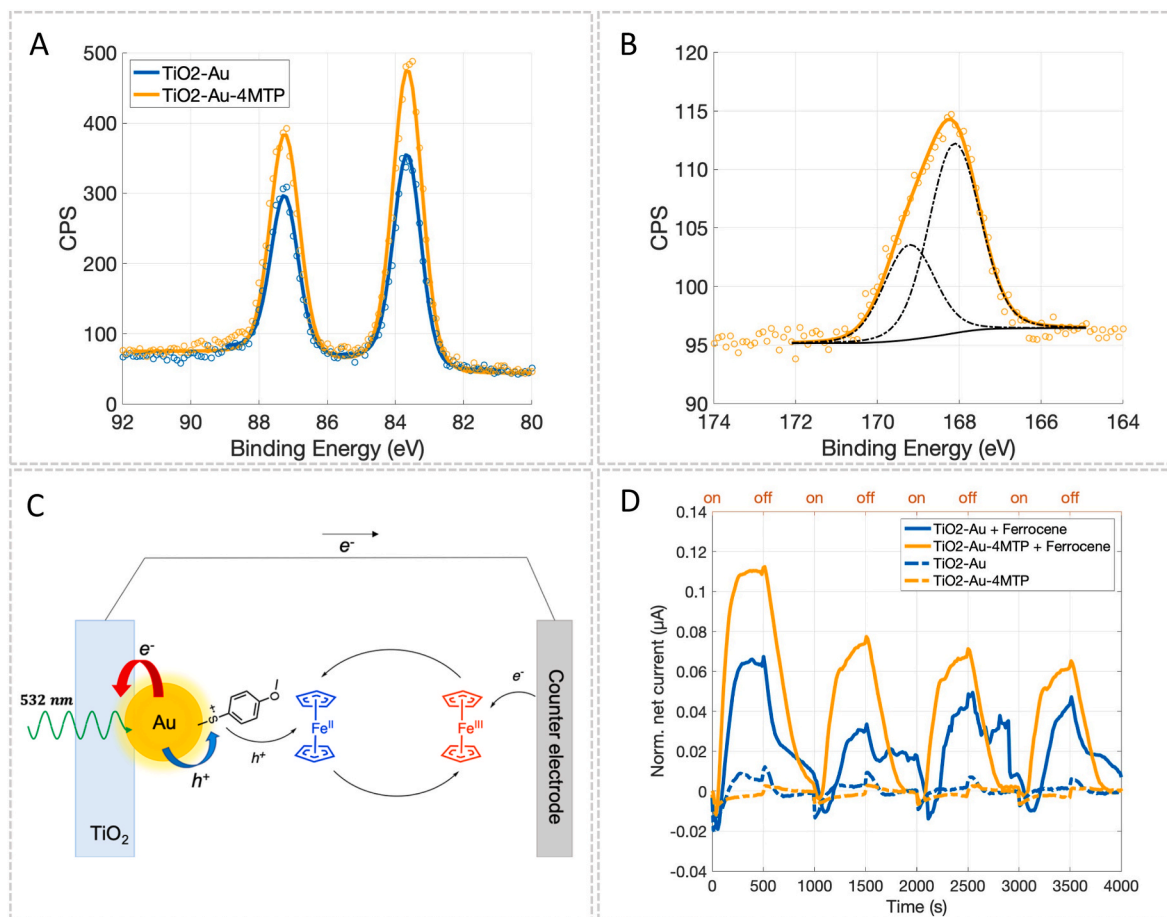 A
500
400
300
200
100
0
CPS
TiO2-Au
TiO2-Au-4MTP
92 90 88 86 84 82 80
Binding Energy (eV)
B
120
115
110
105
100
95
90
CPS
174 172 170 168 166 164
Binding Energy (eV)
C
e-
532 nm
e-
Au
S+
O
h+
h+
FeII
FeIII
e-
Counter electrode
TiO2
D
on off on off on off on off
0.14
0.12
0.1
0.08
0.06
0.04
0.02
0
-0.02
-0.04
Norm. net current (µA)
TiO2-Au + Ferrocene
TiO2-Au-4MTP + Ferrocene
TiO2-Au
TiO2-Au-4MTP
0 500 1000 1500 2000 2500 3000 3500 4000
Time (s)